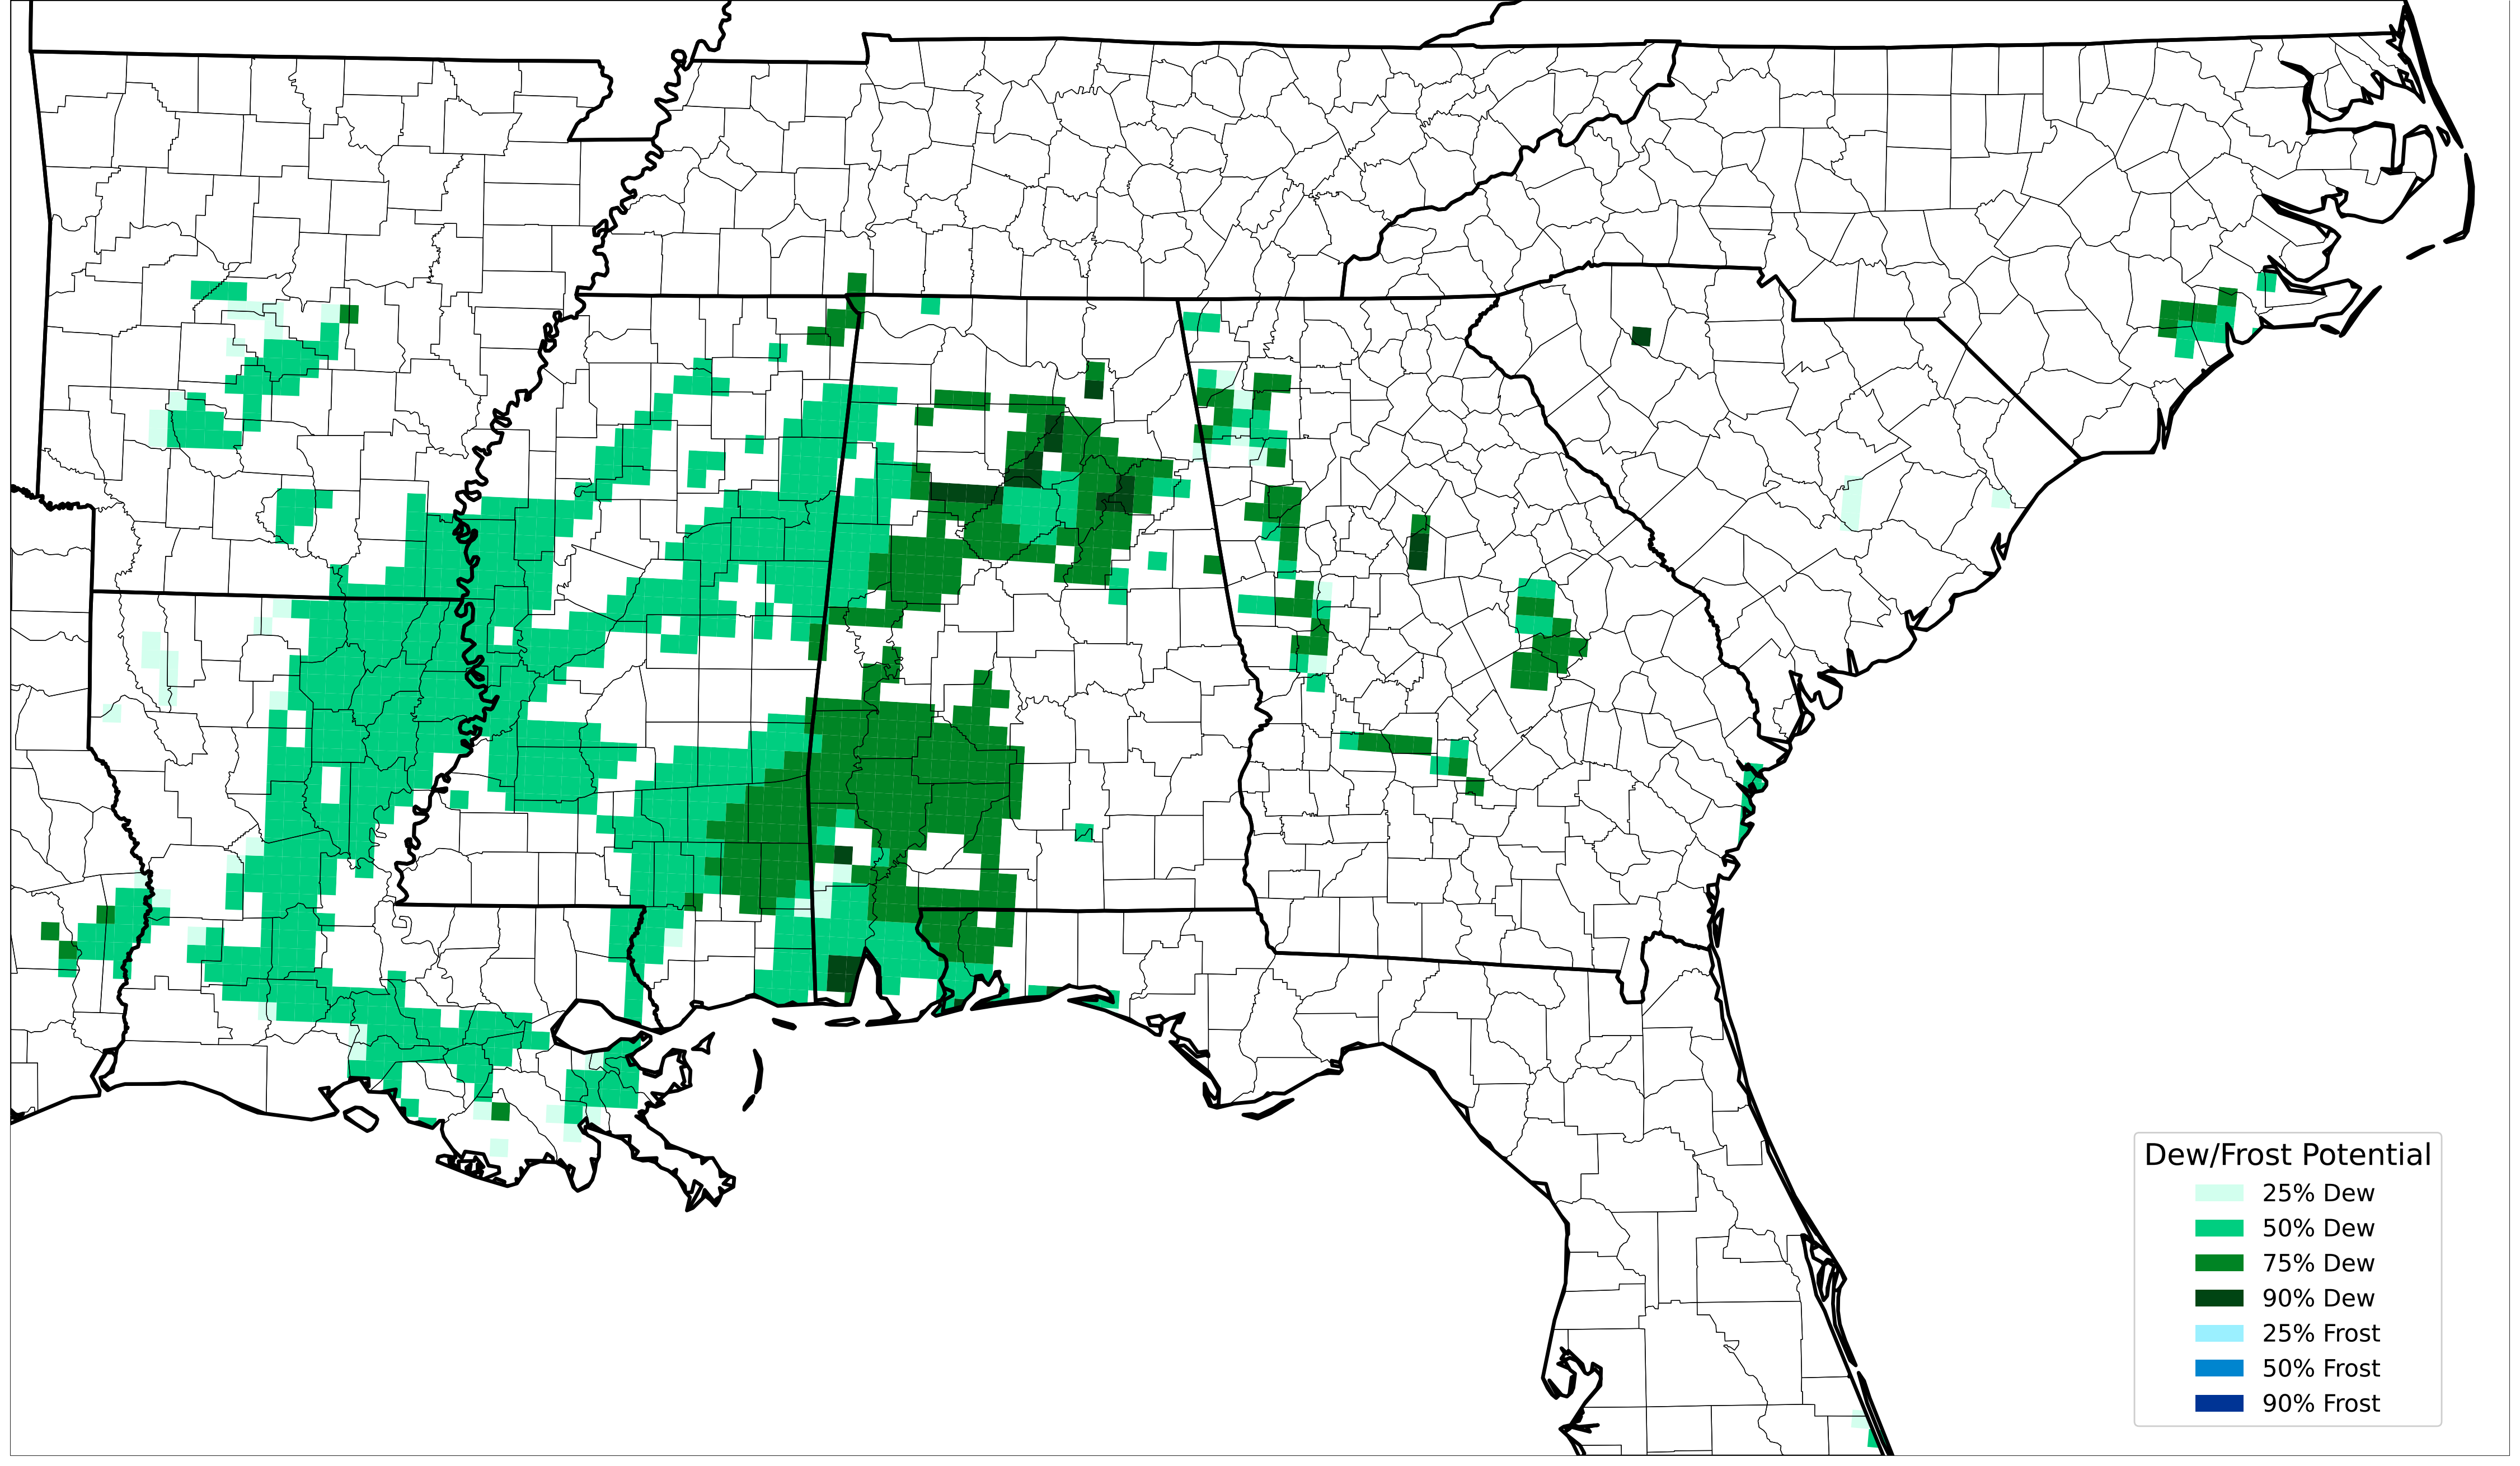 Dew/Frost Potential
25% Dew
50% Dew
75% Dew
90% Dew
25% Frost
50% Frost
90% Frost